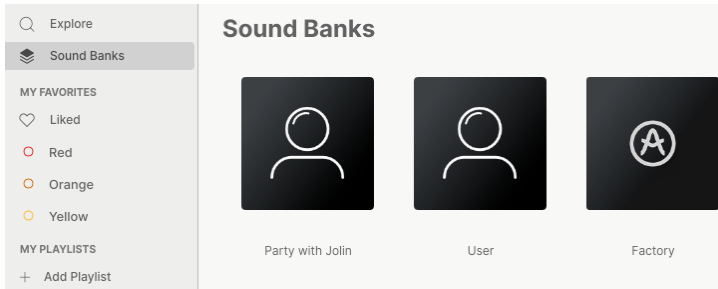 Explore
Sound Banks
MY FAVORITES
Liked
Red
Orange
Yellow
MY PLAYLISTS
Add Playlist
Sound Banks
Party with Jolin
User
Factory